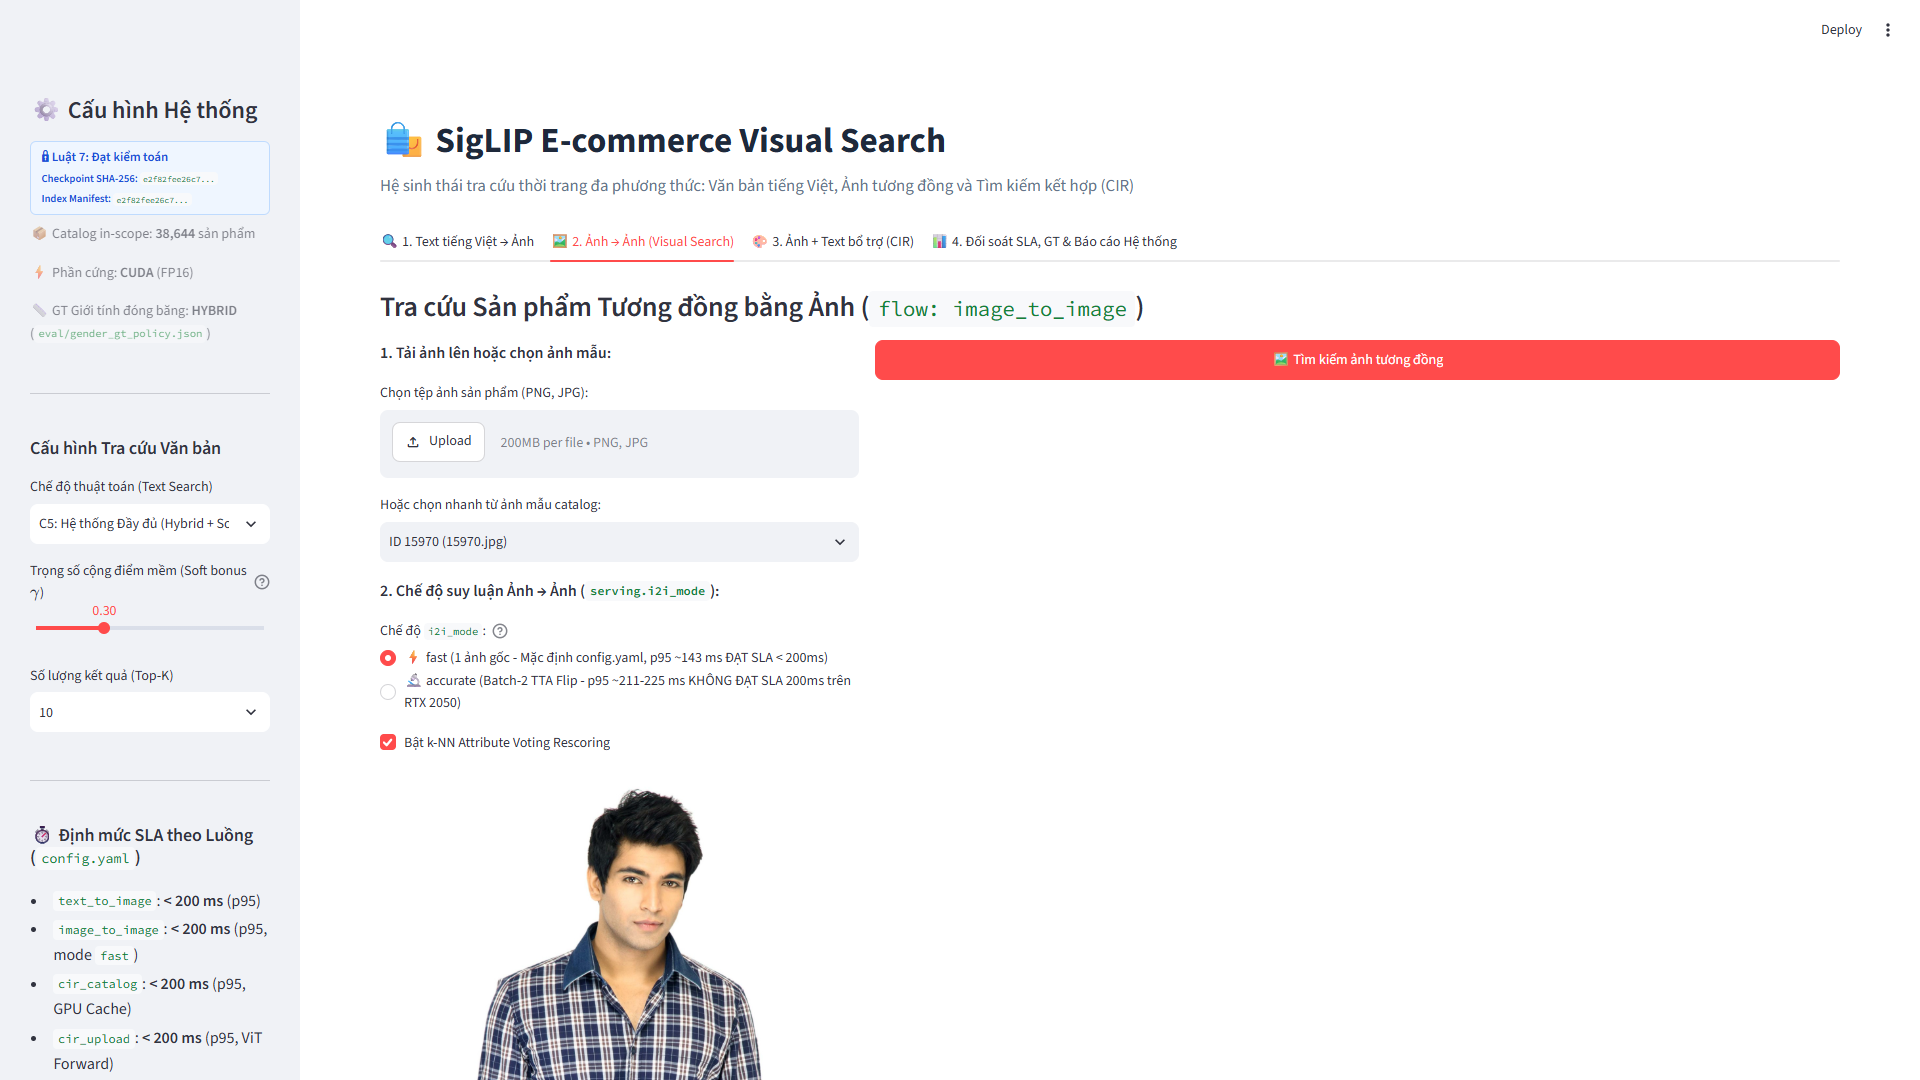 Deploy
Cấu hình Hệ thống
Luật 7: Đạt kiểm toán
Checkpoint SHA-256: e2f82fee26c7...
Index Manifest: e2f82fee26c7...
Catalog in-scope: 38,644 sản phẩm
Phần cứng: CUDA (FP16)
GT Giới tính đóng băng: HYBRID
( eval/gender_gt_policy.json )
Cấu hình Tra cứu Văn bản
Chế độ thuật toán (Text Search)
C5: Hệ thống Đầy đủ (Hybrid + Sc
Trọng số cộng điểm mềm (Soft bonus
γ)
0.30
Số lượng kết quả (Top-K)
10
Định mức SLA theo Luồng
( config.yaml )
text_to_image : < 200 ms (p95)
image_to_image : < 200 ms (p95,
mode fast )
cir_catalog : < 200 ms (p95,
GPU Cache)
cir_upload : < 200 ms (p95, ViT
Forward)
SigLIP E-commerce Visual Search
Hệ sinh thái tra cứu thời trang đa phương thức: Văn bản tiếng Việt, Ảnh tương đồng và Tìm kiếm kết hợp (CIR)
1. Text tiếng Việt → Ảnh
2. Ảnh → Ảnh (Visual Search)
3. Ảnh + Text bổ trợ (CIR)
4. Đối soát SLA, GT & Báo cáo Hệ thống
Tra cứu Sản phẩm Tương đồng bằng Ảnh ( flow: image_to_image )
1. Tải ảnh lên hoặc chọn ảnh mẫu:
Chọn tệp ảnh sản phẩm (PNG, JPG):
Upload
200MB per file • PNG, JPG
Hoặc chọn nhanh từ ảnh mẫu catalog:
ID 15970 (15970.jpg)
2. Chế độ suy luận Ảnh → Ảnh ( serving.i2i_mode ):
Chế độ i2i_mode :
fast (1 ảnh gốc - Mặc định config.yaml, p95 ~143 ms ĐẠT SLA < 200ms)
accurate (Batch-2 TTA Flip - p95 ~211-225 ms KHÔNG ĐẠT SLA 200ms trên
RTX 2050)
Bật k-NN Attribute Voting Rescoring
Tìm kiếm ảnh tương đồng